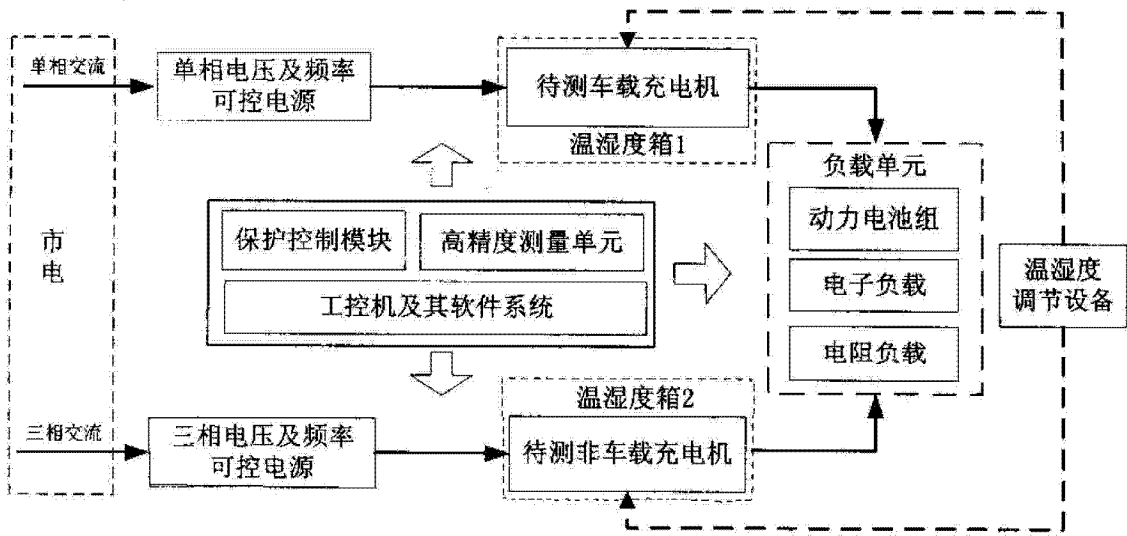 单相交流
单相电压及频率
可控电源
待测车载充电机
温湿度箱1
负载单元
动力电池组
电子负载
电阻负载
市
电
保护控制模块
高精度测量单元
工控机及其软件系统
温湿度
调节设备
温湿度箱2
三相交流
三相电压及频率
可控电源
待测非车载充电机